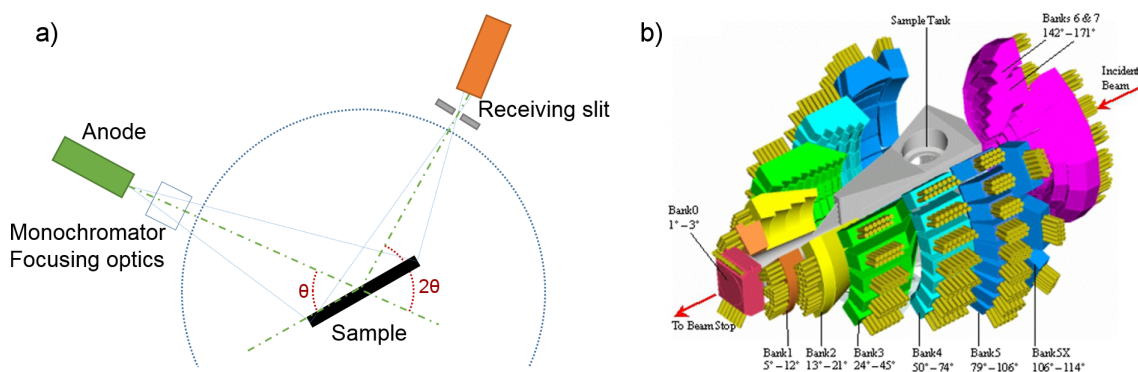 a)
Anode
Monochromator
Focusing optics
Receiving slit
θ
2θ
Sample
b)
Sample Tank
Banks 6 & 7
142°–171°
Incident
Beam
Bank0
1°–3°
To Beam Stop
Bank1
5°–12°
Bank2
13°–21°
Bank3
24°–45°
Bank4
50°–74°
Bank5
79°–106°
Bank5X
106°–114°